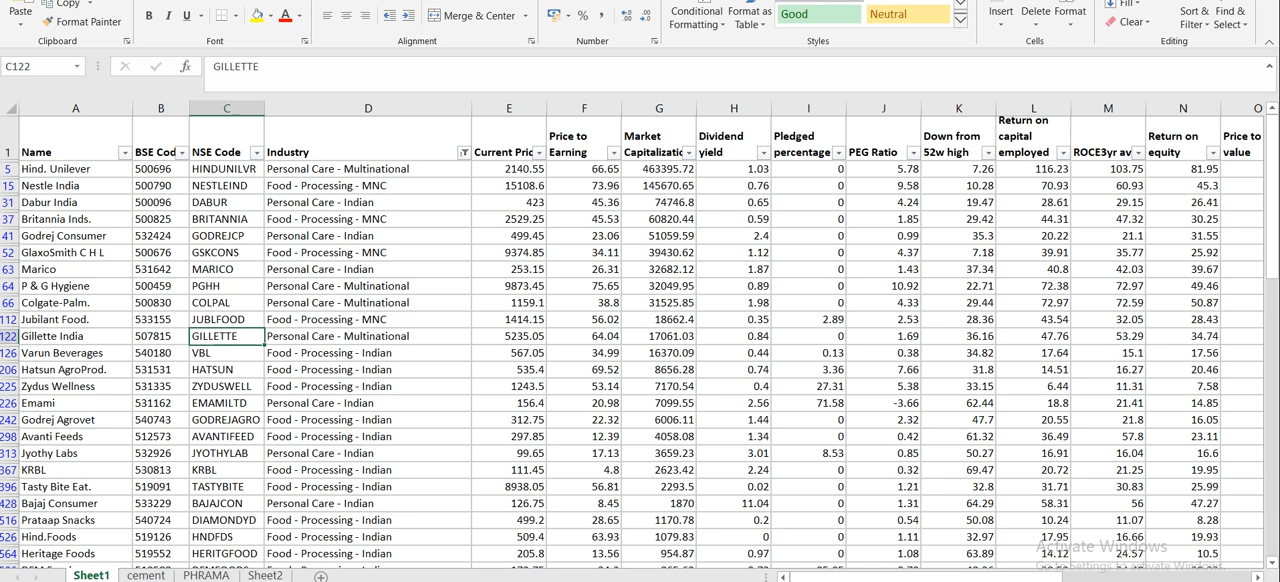 Paste Copy Format Painter B I U A Merge & Center % , Conditional Formatting Format as Table Good Neutral Insert Delete Format Fill Clear Sort & Filter Find & Select
Clipboard Font Alignment Number Styles Cells Editing
C122 fx GILLETTE
A B C D E F G H I J K L M N O
1 Name BSE Cod NSE Code Industry Current Pric Price to Earning Market Capitalizatic Dividend yield Pledged percentage PEG Ratio Down from 52w high Return on capital employed ROCE3yr av Return on equity Price to value
5 Hind. Unilever 500696 HINDUNILVR Personal Care - Multinational 2140.55 66.65 463395.72 1.03 0 5.78 7.26 116.23 103.75 81.95
15 Nestle India 500790 NESTLEIND Food - Processing - MNC 15108.6 73.96 145670.65 0.76 0 9.58 10.28 70.93 60.93 45.3
31 Dabur India 500096 DABUR Personal Care - Indian 423 45.36 74746.8 0.65 0 4.24 19.47 28.61 29.15 26.41
37 Britannia Inds. 500825 BRITANNIA Food - Processing - MNC 2529.25 45.53 60820.44 0.59 0 1.85 29.42 44.31 47.32 30.25
41 Godrej Consumer 532424 GODREJCP Personal Care - Indian 499.45 23.06 51059.59 2.4 0 0.99 35.3 20.22 21.1 31.55
52 GlaxoSmith C H L 500676 GSKCONS Food - Processing - MNC 9374.85 34.11 39430.62 1.12 0 4.37 7.18 39.91 35.77 25.92
63 Marico 531642 MARICO Personal Care - Indian 253.15 26.31 32682.12 1.87 0 1.43 37.34 40.8 42.03 39.67
64 P & G Hygiene 500459 PGHH Personal Care - Multinational 9873.45 75.65 32049.95 0.89 0 10.92 22.71 72.38 72.97 49.46
66 Colgate-Palm. 500830 COLPAL Personal Care - Multinational 1159.1 38.8 31525.85 1.98 0 4.33 29.44 72.97 72.59 50.87
112 Jubilant Food. 533155 JUBLFOOD Food - Processing - MNC 1414.15 56.02 18662.4 0.35 2.89 2.53 28.36 43.54 32.05 28.43
122 Gillette India 507815 GILLETTE Personal Care - Multinational 5235.05 64.04 17061.03 0.84 0 1.69 36.16 47.76 53.29 34.74
126 Varun Beverages 540180 VBL Food - Processing - Indian 567.05 34.99 16370.09 0.44 0.13 0.38 34.82 17.64 15.1 17.56
206 Hatsun AgroProd. 531531 HATSUN Food - Processing - Indian 535.4 69.52 8656.28 0.74 3.36 7.66 31.8 14.51 16.27 20.46
225 Zydus Wellness 531335 ZYDUSWELL Food - Processing - Indian 1243.5 53.14 7170.54 0.4 27.31 5.38 33.15 6.44 11.31 7.58
226 Emami 531162 EMAMILTD Personal Care - Indian 156.4 20.98 7099.55 2.56 71.58 -3.66 62.44 18.8 21.41 14.85
242 Godrej Agrovet 540743 GODREJAGRO Food - Processing - Indian 312.75 22.32 6006.11 1.44 0 2.32 47.7 20.55 21.8 16.05
298 Avanti Feeds 512573 AVANTIFEED Food - Processing - Indian 297.85 12.39 4058.08 1.34 0 0.42 61.32 36.49 57.8 23.11
313 Jyothy Labs 532926 JYOTHYLAB Personal Care - Indian 99.65 17.13 3659.23 3.01 8.53 0.85 50.27 16.91 16.04 16.6
367 KRBL 530813 KRBL Food - Processing - Indian 111.45 4.8 2623.42 2.24 0 0.32 69.47 20.72 21.25 19.95
396 Tasty Bite Eat. 519091 TASTYBITE Food - Processing - Indian 8938.05 56.81 2293.5 0.02 0 1.21 32.8 31.71 30.83 25.99
428 Bajaj Consumer 533229 BAJAJCON Personal Care - Indian 126.75 8.45 1870 11.04 0 1.31 64.29 58.31 56 47.27
516 Prataap Snacks 540724 DIAMONDYD Food - Processing - Indian 499.2 28.65 1170.78 0.2 0 0.54 50.08 10.24 11.07 8.28
526 Hind.Foods 519126 HNDFDS Food - Processing - Indian 509.4 63.93 1079.83 0 0 1.11 32.97 17.95 16.66 19.93
564 Heritage Foods 519552 HERITGFOOD Food - Processing - Indian 205.8 13.56 954.87 0.97 0 1.08 63.89 14.12 24.57 10.5
Activate Windows
Go to Settings to activate Windows.
Sheet1 cement PHRAMA Sheet2